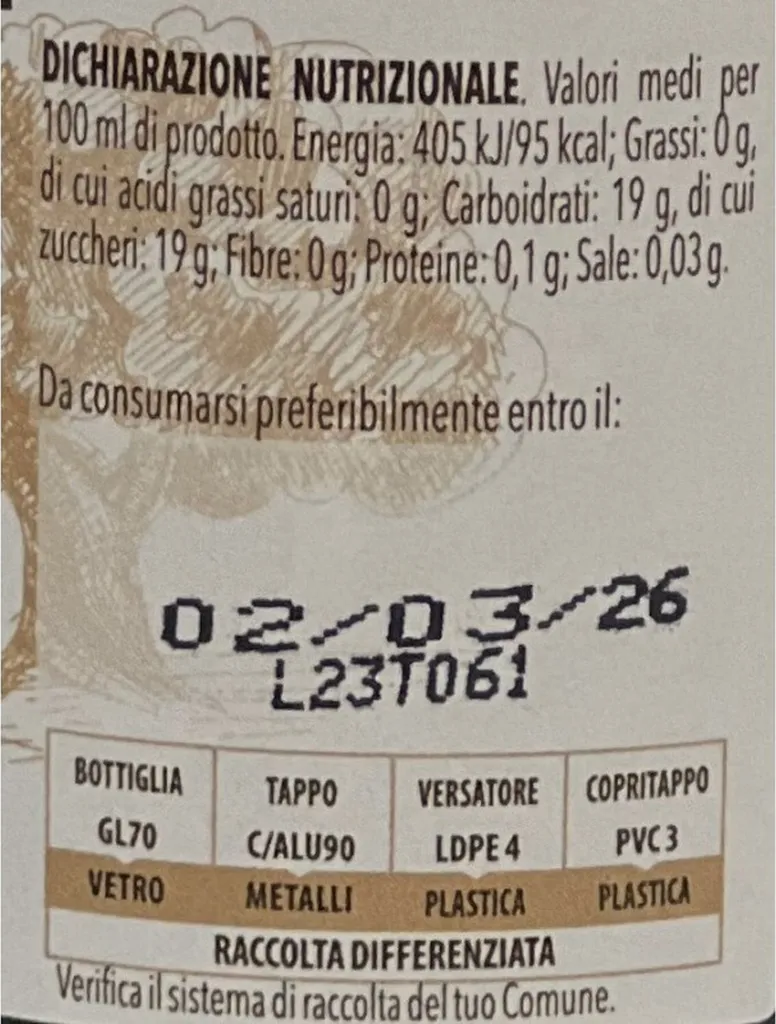 DICHIARAZIONE NUTRIZIONALE. Valori medi per
100 ml di prodotto. Energia: 405 kJ/95 kcal; Grassi: 0 g,
di cui acidi grassi saturi: 0 g; Carboidrati: 19 g, di cui
zuccheri: 19 g; Fibre: 0 g; Proteine: 0,1 g; Sale: 0,03 g.
Da consumarsi preferibilmente entro il:
02/03/26
L23T061
BOTTIGLIA TAPPO VERSATORE COPRITAPPO
GL70 C/ALU90 LDPE 4 PVC 3
VETRO METALLI PLASTICA PLASTICA
RACCOLTA DIFFERENZIATA
Verifica il sistema di raccolta del tuo Comune.